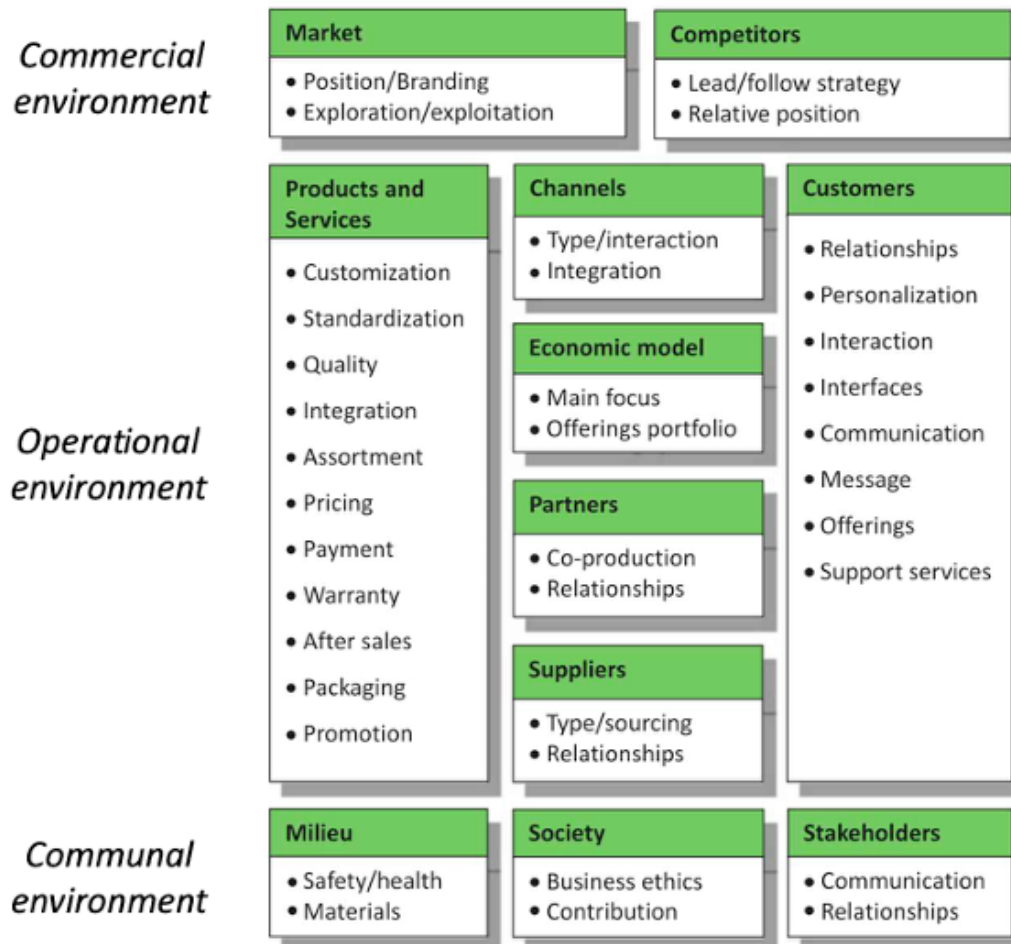 Commercial
environment
Market
• Position/Branding
• Exploration/exploitation
Competitors
• Lead/follow strategy
• Relative position
Operational
environment
Products and
Services
• Customization
• Standardization
• Quality
• Integration
• Assortment
• Pricing
• Payment
• Warranty
• After sales
• Packaging
• Promotion
Channels
• Type/interaction
• Integration
Economic model
• Main focus
• Offerings portfolio
Partners
• Co-production
• Relationships
Suppliers
• Type/sourcing
• Relationships
Customers
• Relationships
• Personalization
• Interaction
• Interfaces
• Communication
• Message
• Offerings
• Support services
Communal
environment
Milieu
• Safety/health
• Materials
Society
• Business ethics
• Contribution
Stakeholders
• Communication
• Relationships